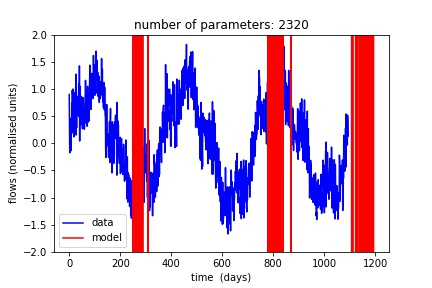 number of parameters: 2320
flows (normalised units)
2.0
1.5
1.0
0.5
0.0
−0.5
−1.0
−1.5
−2.0
data
model
0 200 400 600 800 1000 1200
time (days)